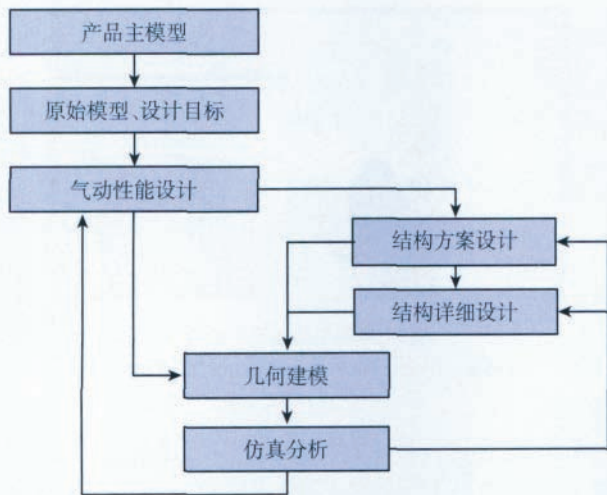 产品主模型
原始模型、设计目标
气动性能设计
结构方案设计
结构详细设计
几何建模
仿真分析